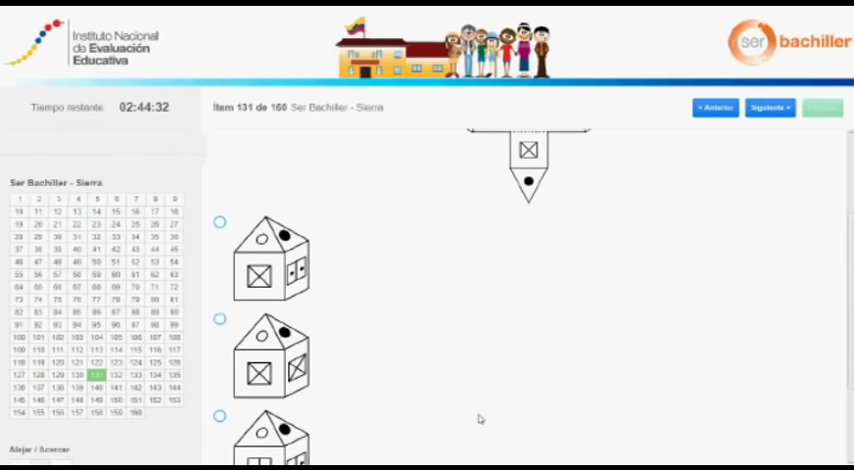 Instituto Nacional
de Evaluación
Educativa
ser bachiller
Tiempo restante: 02:44:32
Ítem 131 de 160 Ser Bachiller - Sierra
< Anterior
Siguiente >
Ser Bachiller - Sierra
1 2 3 4 5 6 7 8 9
10 11 12 13 14 15 16 17 18
19 20 21 22 23 24 25 26 27
28 29 30 31 32 33 34 35 36
37 38 39 40 41 42 43 44 45
46 47 48 49 50 51 52 53 54
55 56 57 58 59 60 61 62 63
64 65 66 67 68 69 70 71 72
73 74 75 76 77 78 79 80 81
82 83 84 85 86 87 88 89 90
91 92 93 94 95 96 97 98 99
100 101 102 103 104 105 106 107 108
109 110 111 112 113 114 115 116 117
118 119 120 121 122 123 124 125 126
127 128 129 130 131 132 133 134 135
136 137 138 139 140 141 142 143 144
145 146 147 148 149 150 151 152 153
154 155 156 157 158 159 160
Alejar / Acercar